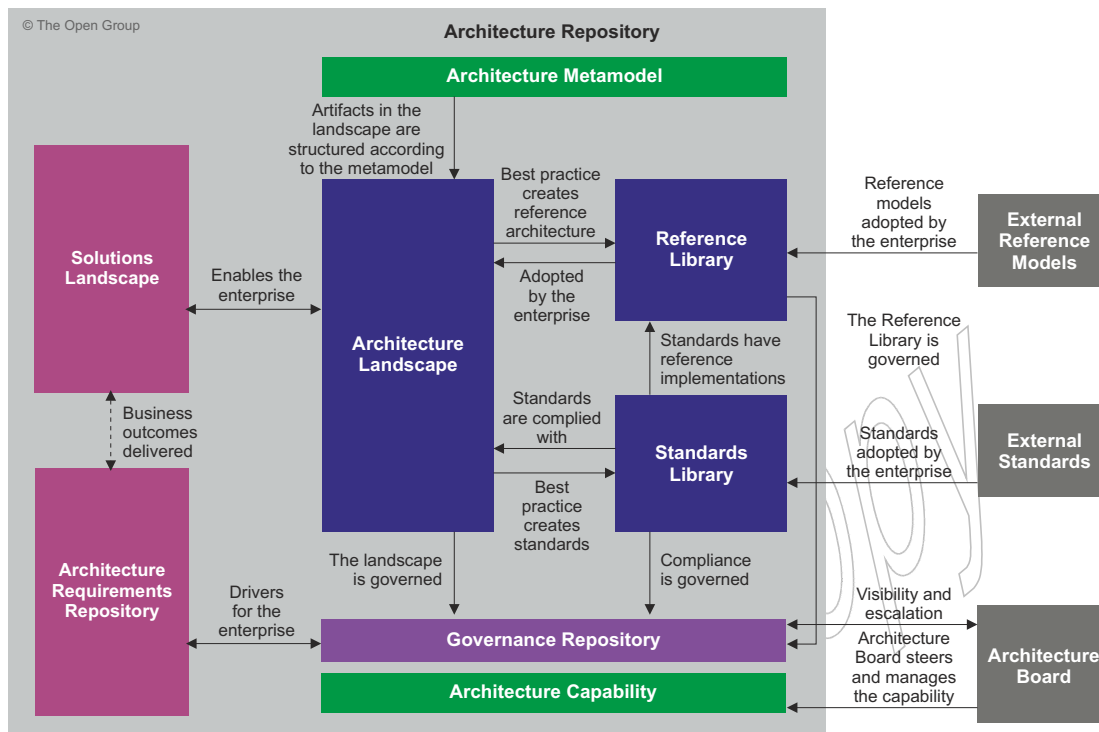 © The Open Group
Architecture Repository
Architecture Metamodel
Artifacts in the
landscape are
structured according
to the metamodel
Best practice
creates
reference
architecture
Reference
models
adopted by
the enterprise
External
Reference
Models
Solutions
Landscape
Enables the
enterprise
Architecture
Landscape
Reference
Library
Adopted
by the
enterprise
The Reference
Library is
governed
Standards have
reference
implementations
Business
outcomes
delivered
Standards
are complied
with
Standards
Library
Standards
adopted by
the enterprise
External
Standards
Best
practice
creates
standards
Architecture
Requirements
Repository
The landscape
is governed
Compliance
is governed
Drivers
for the
enterprise
Governance Repository
Visibility and
escalation
Architecture
Board steers
and manages
the capability
Architecture
Board
Architecture Capability